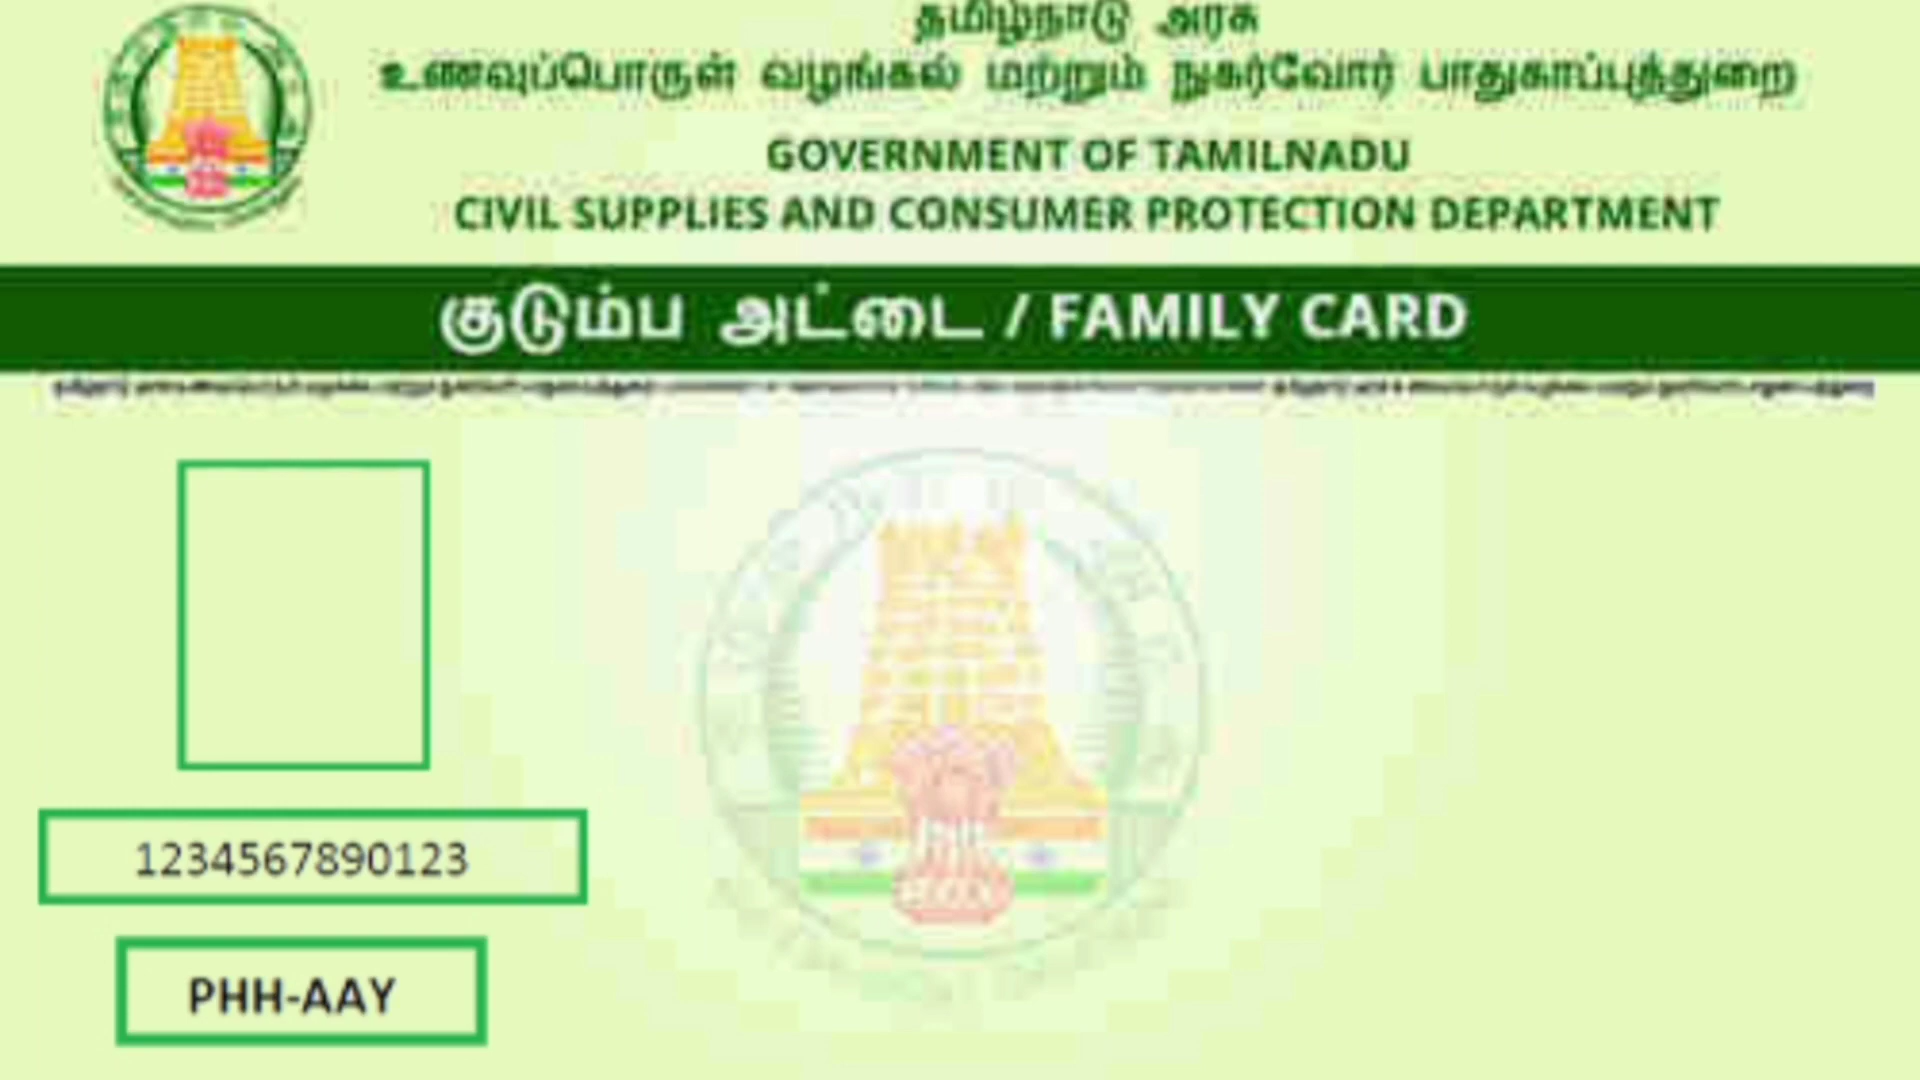 தமிழ்நாடு அரசு
உணவுப்பொருள் வழங்கல் மற்றும் நுகர்வோர் பாதுகாப்புத்துறை
GOVERNMENT OF TAMILNADU
CIVIL SUPPLIES AND CONSUMER PROTECTION DEPARTMENT
குடும்ப அட்டை / FAMILY CARD
1234567890123
PHH-AAY